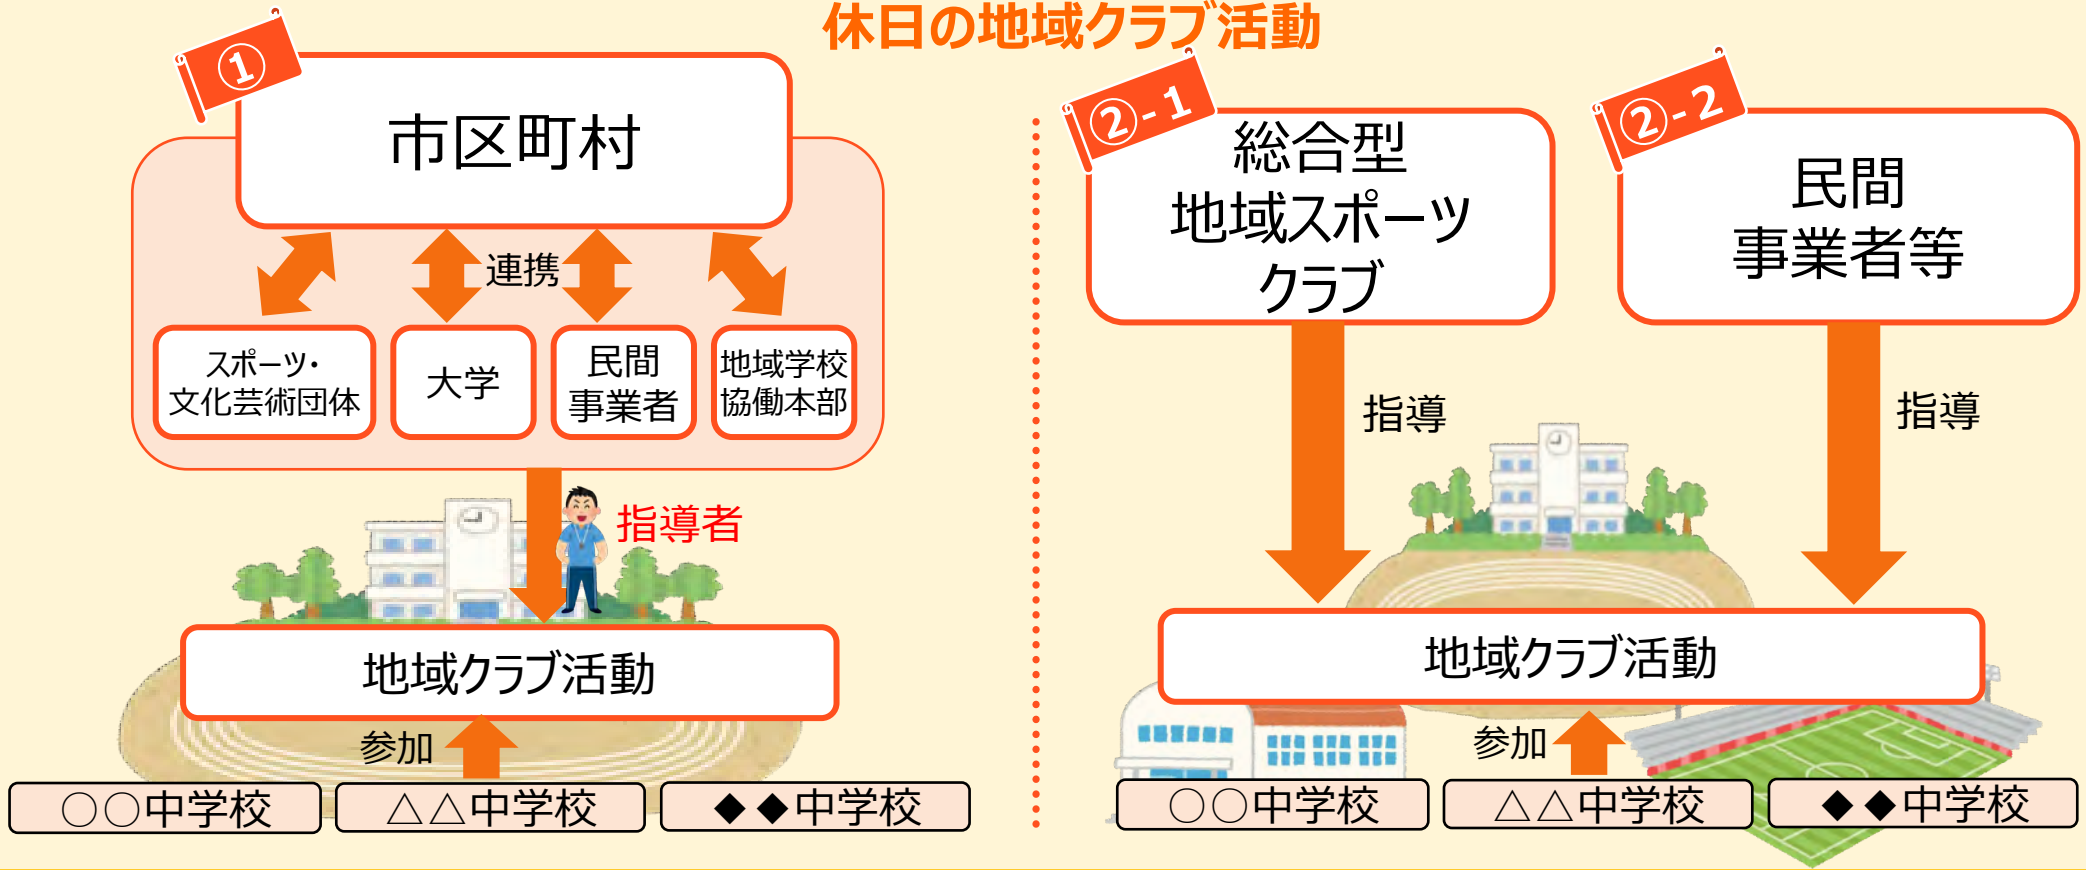 休日の地域クラブ活動
①
市区町村
連携
スポーツ・
文化芸術団体
大学
民間
事業者
地域学校
協働本部
指導者
地域クラブ活動
参加
○○中学校
△△中学校
◆◆中学校
②-1
総合型
地域スポーツ
クラブ
指導
②-2
民間
事業者等
指導
地域クラブ活動
参加
○○中学校
△△中学校
◆◆中学校